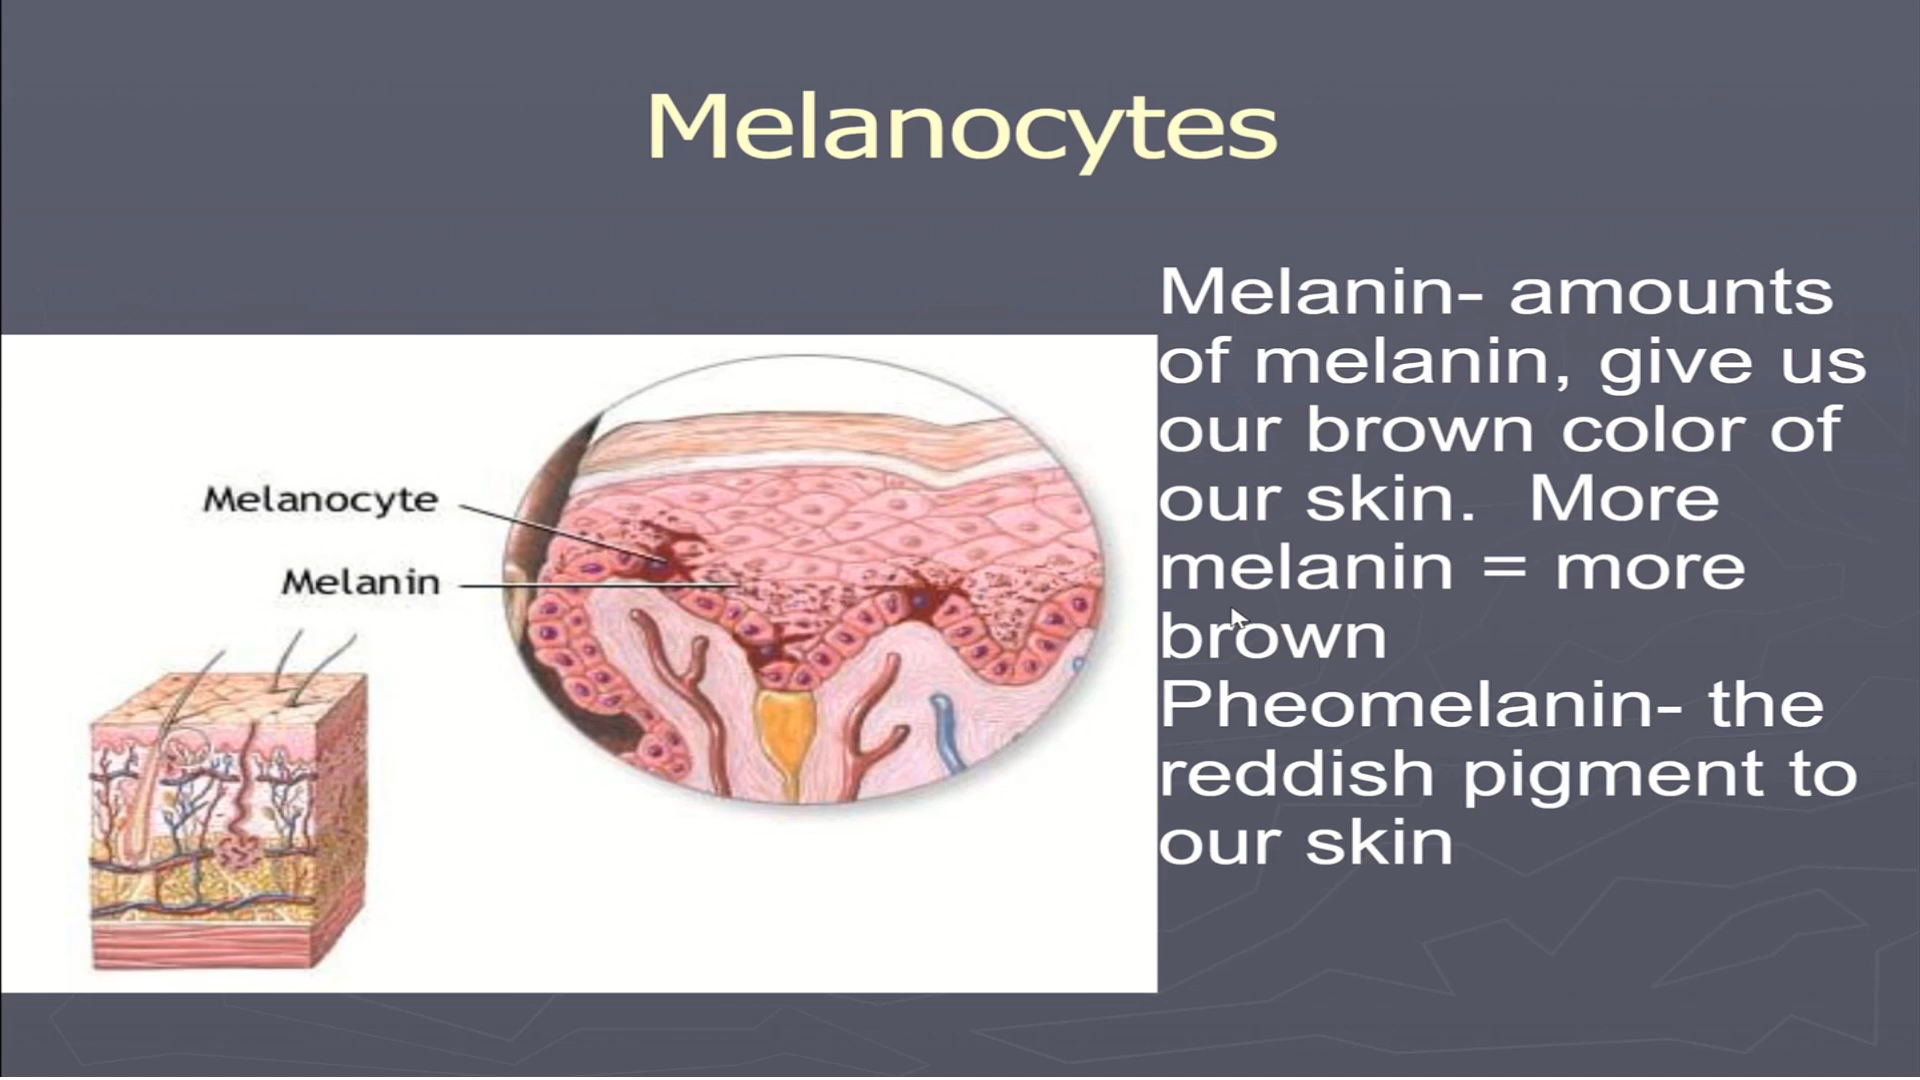 Melanocytes
Melanin- amounts
of melanin, give us
our brown color of
our skin.  More
melanin = more
brown
Pheomelanin- the
reddish pigment to
our skin
Melanocyte
Melanin